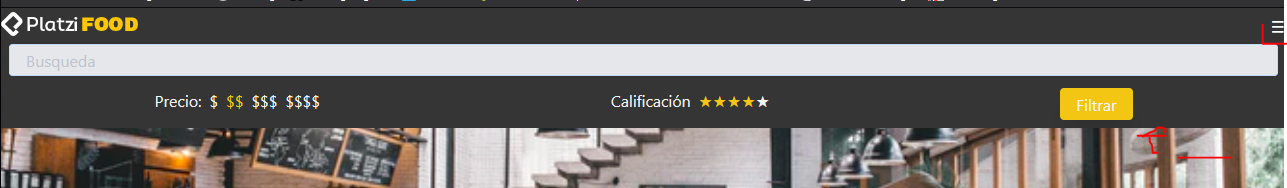 Platzi FOOD
Busqueda
Precio: $ $$ $$$ $$$$
Calificación ★★★★★
Filtrar